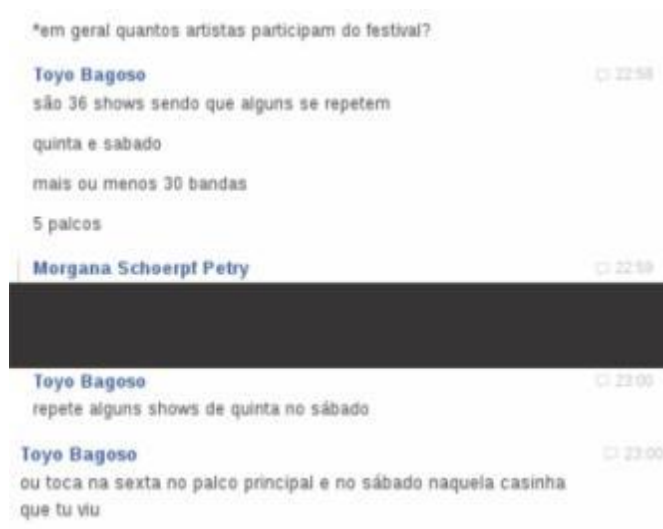 *em geral quantos artistas participam do festival?
Toyo Bagoso 22:58
são 36 shows sendo que alguns se repetem
quinta e sabado
mais ou menos 30 bandas
5 palcos
Morgana Schoerpf Petry 22:59
Toyo Bagoso 23:00
repete alguns shows de quinta no sábado
Toyo Bagoso 23:00
ou toca na sexta no palco principal e no sábado naquela casinha
que tu viu